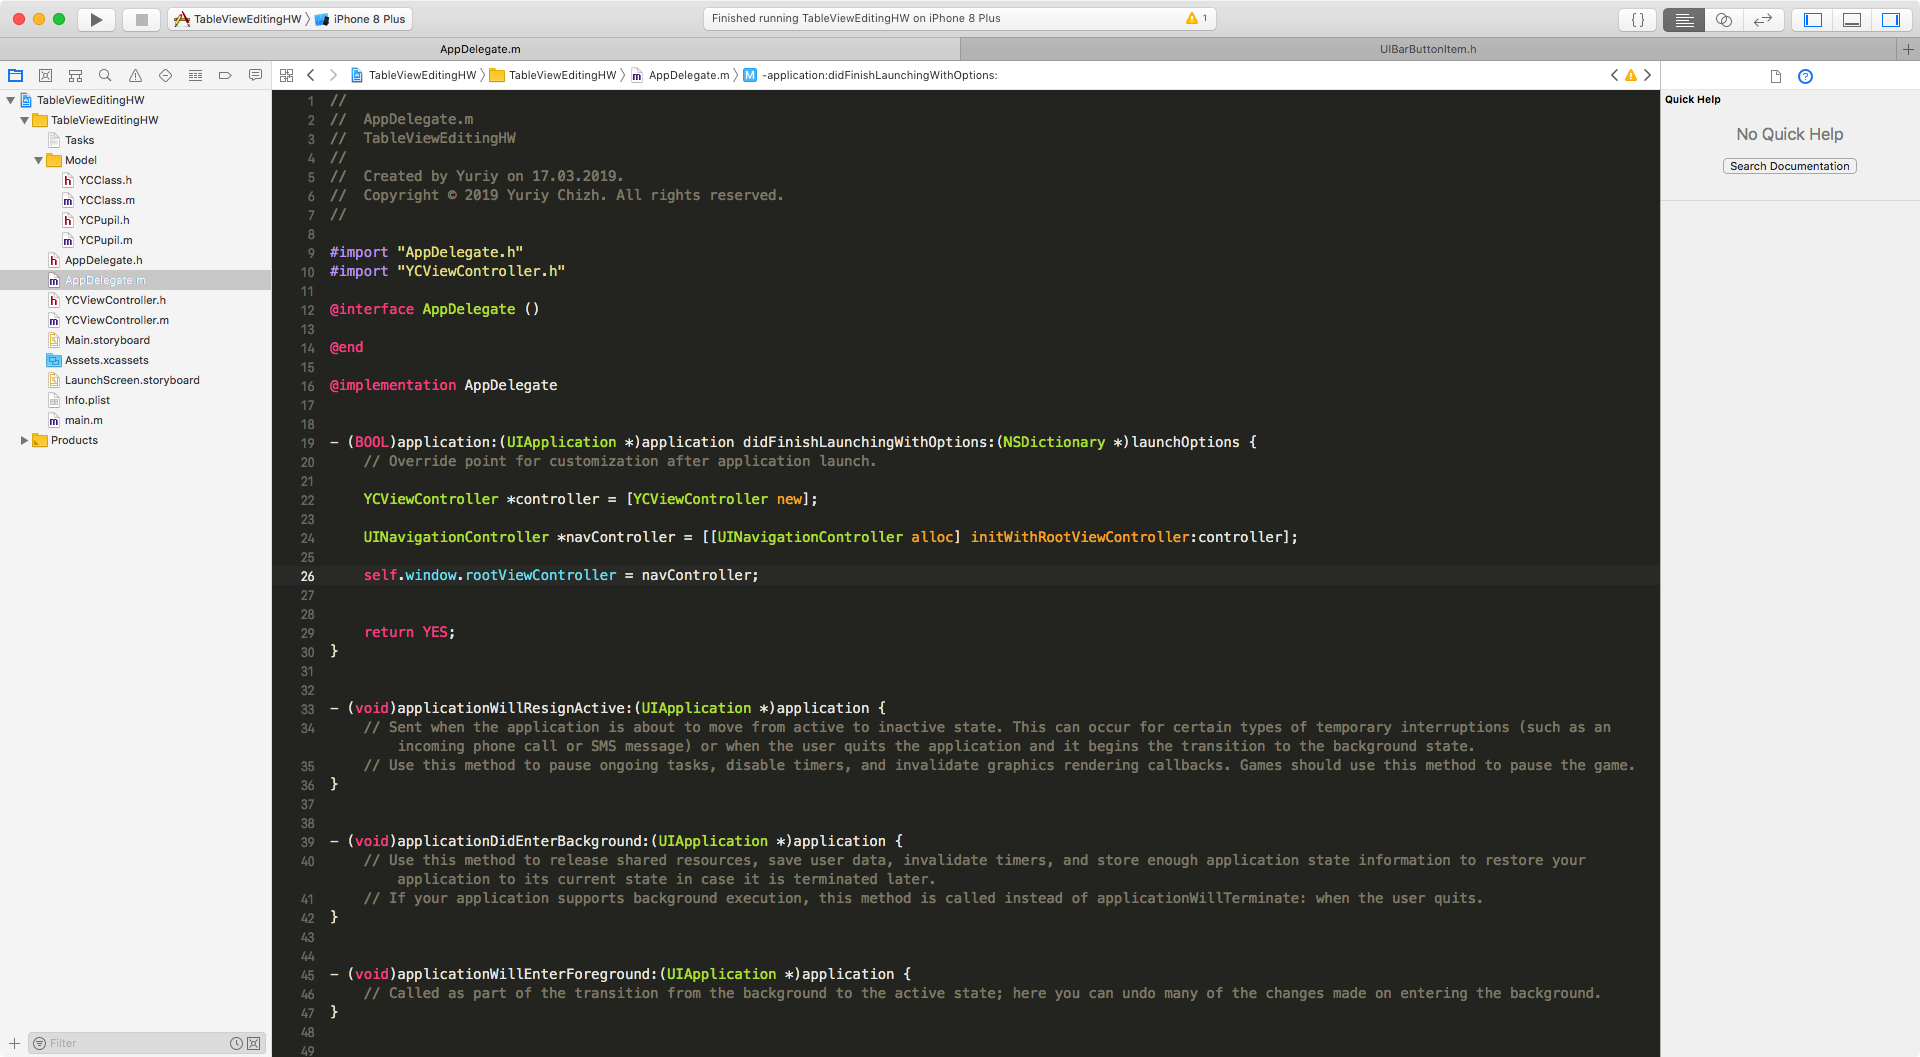 TableViewEditingHW
iPhone 8 Plus
Finished running TableViewEditingHW on iPhone 8 Plus
1
{ }
AppDelegate.m
UIBarButtonItem.h
TableViewEditingHW
TableViewEditingHW
AppDelegate.m
M
-application:didFinishLaunchingWithOptions:
TableViewEditingHW
TableViewEditingHW
Tasks
Model
h YCClass.h
m YCClass.m
h YCPupil.h
m YCPupil.m
h AppDelegate.h
m AppDelegate.m
h YCViewController.h
m YCViewController.m
Main.storyboard
Assets.xcassets
LaunchScreen.storyboard
Info.plist
m main.m
Products
Filter
1 //
2 //  AppDelegate.m
3 //  TableViewEditingHW
4 //
5 //  Created by Yuriy on 17.03.2019.
6 //  Copyright © 2019 Yuriy Chizh. All rights reserved.
7 //
8
9 #import "AppDelegate.h"
10 #import "YCViewController.h"
11
12 @interface AppDelegate ()
13
14 @end
15
16 @implementation AppDelegate
17
18
19 - (BOOL)application:(UIApplication *)application didFinishLaunchingWithOptions:(NSDictionary *)launchOptions {
20     // Override point for customization after application launch.
21
22     YCViewController *controller = [YCViewController new];
23
24     UINavigationController *navController = [[UINavigationController alloc] initWithRootViewController:controller];
25
26     self.window.rootViewController = navController;
27
28
29     return YES;
30 }
31
32
33 - (void)applicationWillResignActive:(UIApplication *)application {
34     // Sent when the application is about to move from active to inactive state. This can occur for certain types of temporary interruptions (such as an
incoming phone call or SMS message) or when the user quits the application and it begins the transition to the background state.
35     // Use this method to pause ongoing tasks, disable timers, and invalidate graphics rendering callbacks. Games should use this method to pause the game.
36 }
37
38
39 - (void)applicationDidEnterBackground:(UIApplication *)application {
40     // Use this method to release shared resources, save user data, invalidate timers, and store enough application state information to restore your
application to its current state in case it is terminated later.
41     // If your application supports background execution, this method is called instead of applicationWillTerminate: when the user quits.
42 }
43
44
45 - (void)applicationWillEnterForeground:(UIApplication *)application {
46     // Called as part of the transition from the background to the active state; here you can undo many of the changes made on entering the background.
47 }
48
49
Quick Help
No Quick Help
Search Documentation